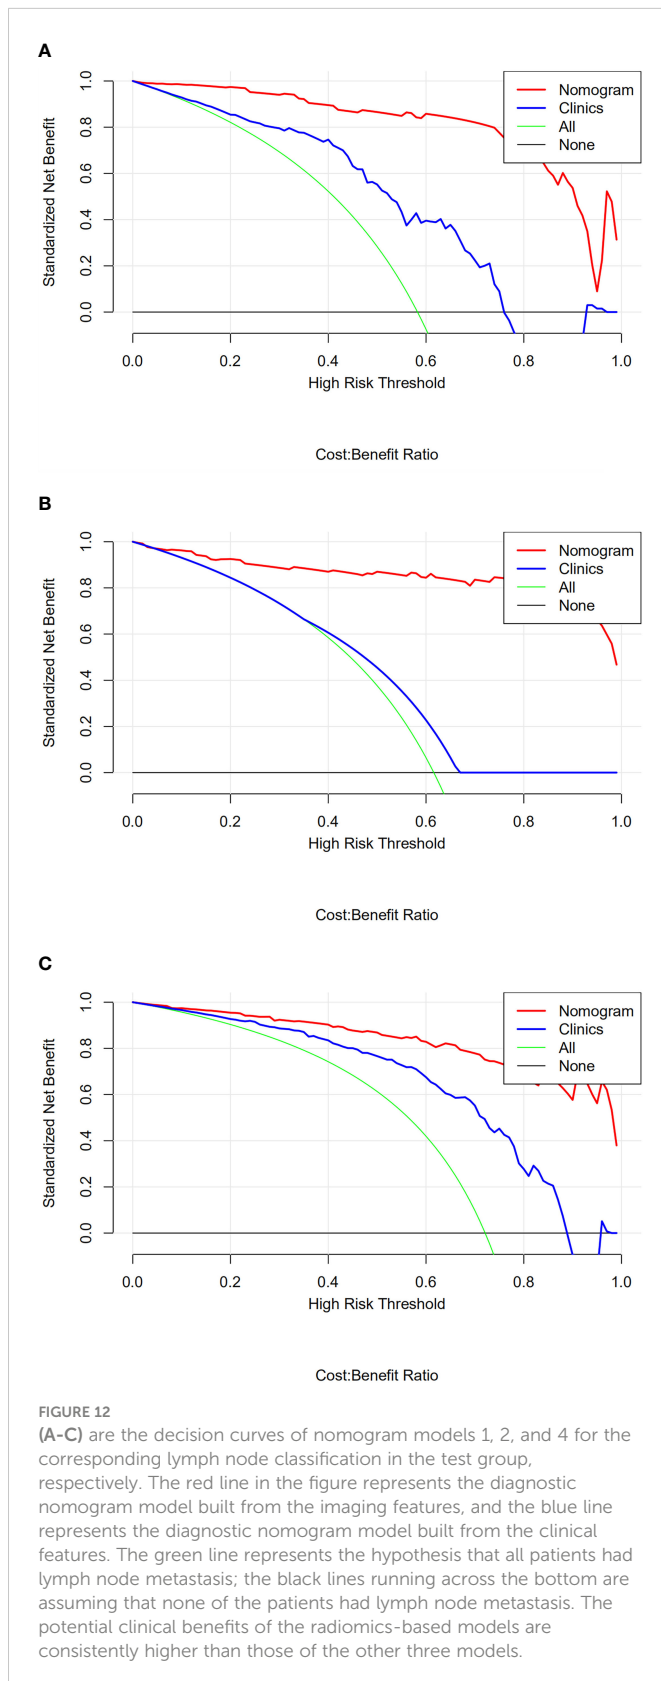 A
Standardized Net Benefit
1.0
0.8
0.6
0.4
0.2
0.0
Nomogram
Clinics
All
None
0.0 0.2 0.4 0.6 0.8 1.0
High Risk Threshold
Cost:Benefit Ratio
B
Standardized Net Benefit
1.0
0.8
0.6
0.4
0.2
0.0
Nomogram
Clinics
All
None
0.0 0.2 0.4 0.6 0.8 1.0
High Risk Threshold
Cost:Benefit Ratio
C
Standardized Net Benefit
1.0
0.8
0.6
0.4
0.2
0.0
Nomogram
Clinics
All
None
0.0 0.2 0.4 0.6 0.8 1.0
High Risk Threshold
Cost:Benefit Ratio
FIGURE 12
(A-C) are the decision curves of nomogram models 1, 2, and 4 for the
corresponding lymph node classification in the test group,
respectively. The red line in the figure represents the diagnostic
nomogram model built from the imaging features, and the blue line
represents the diagnostic nomogram model built from the clinical
features. The green line represents the hypothesis that all patients had
lymph node metastasis; the black lines running across the bottom are
assuming that none of the patients had lymph node metastasis. The
potential clinical benefits of the radiomics-based models are
consistently higher than those of the other three models.